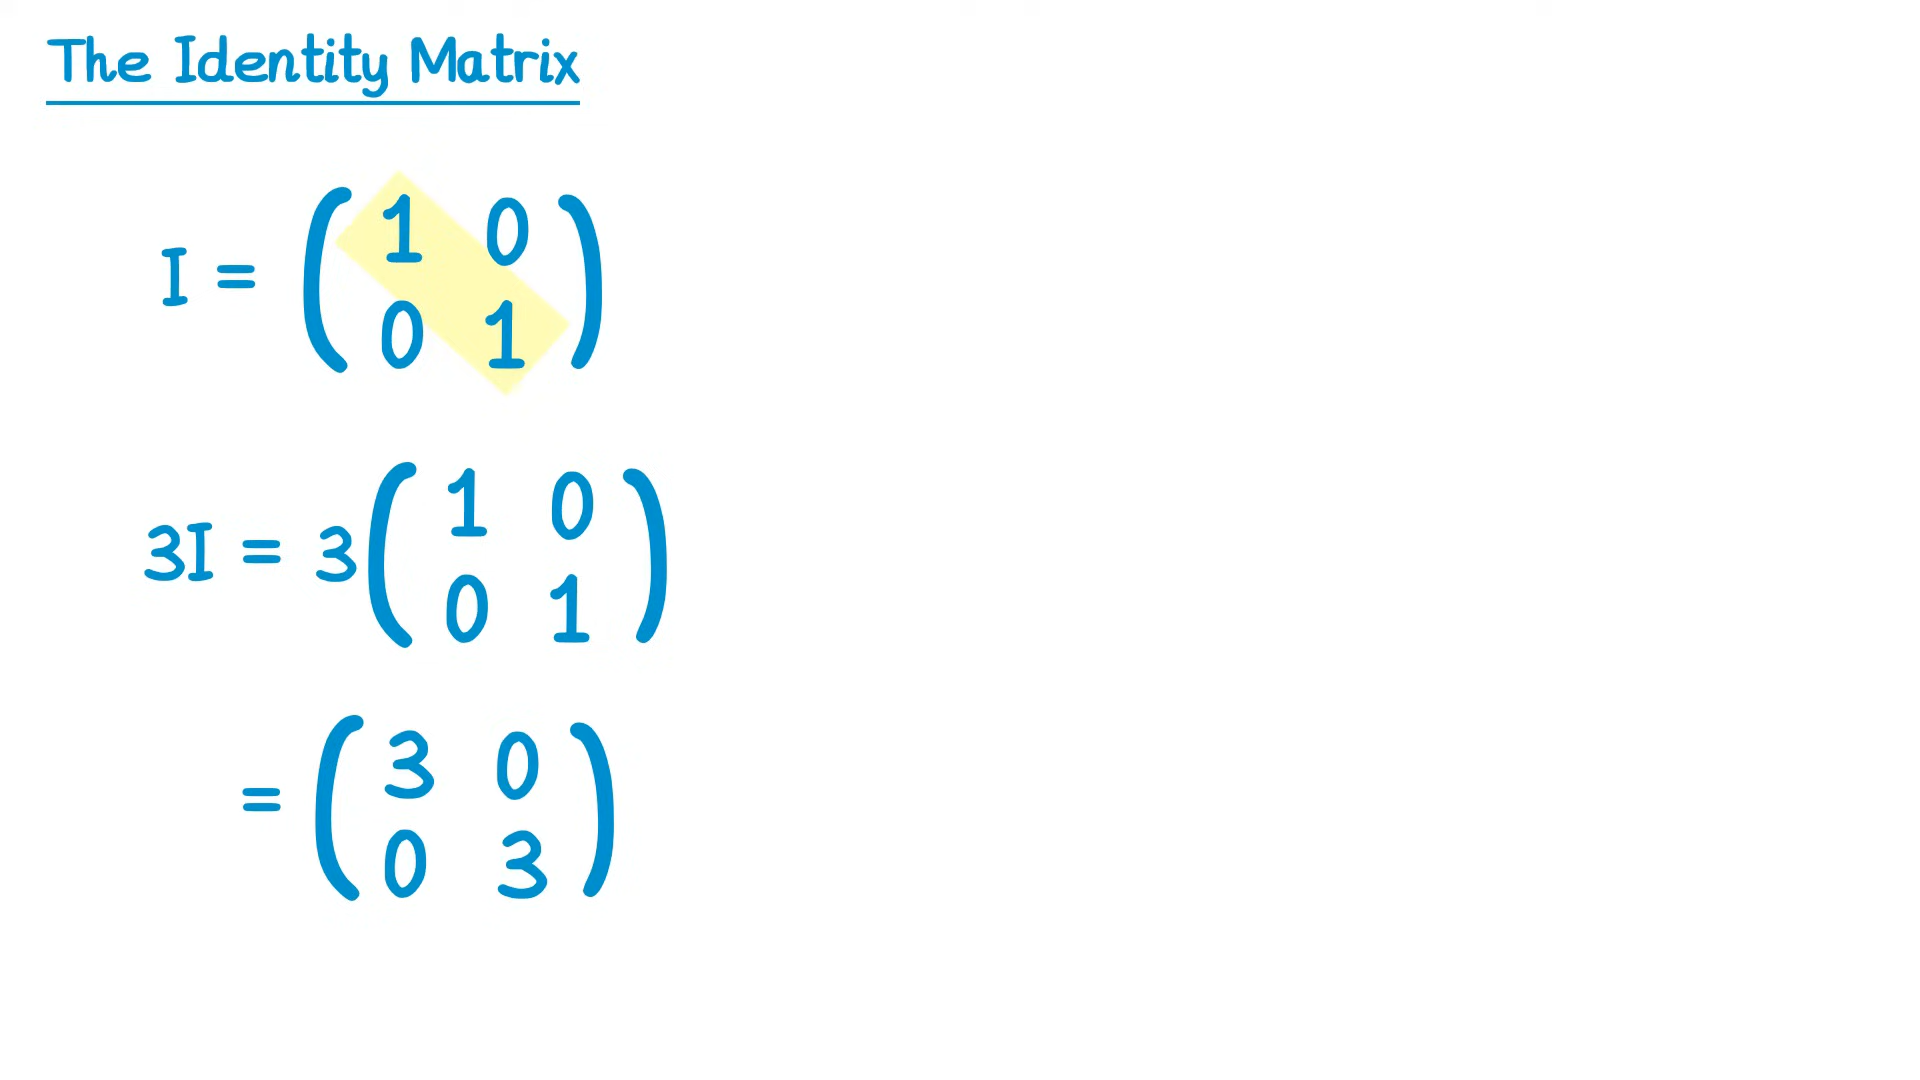 The Identity Matrix
I = ( 1 0
0 1 )
3I = 3( 1 0
0 1 )
= ( 3 0
0 3 )